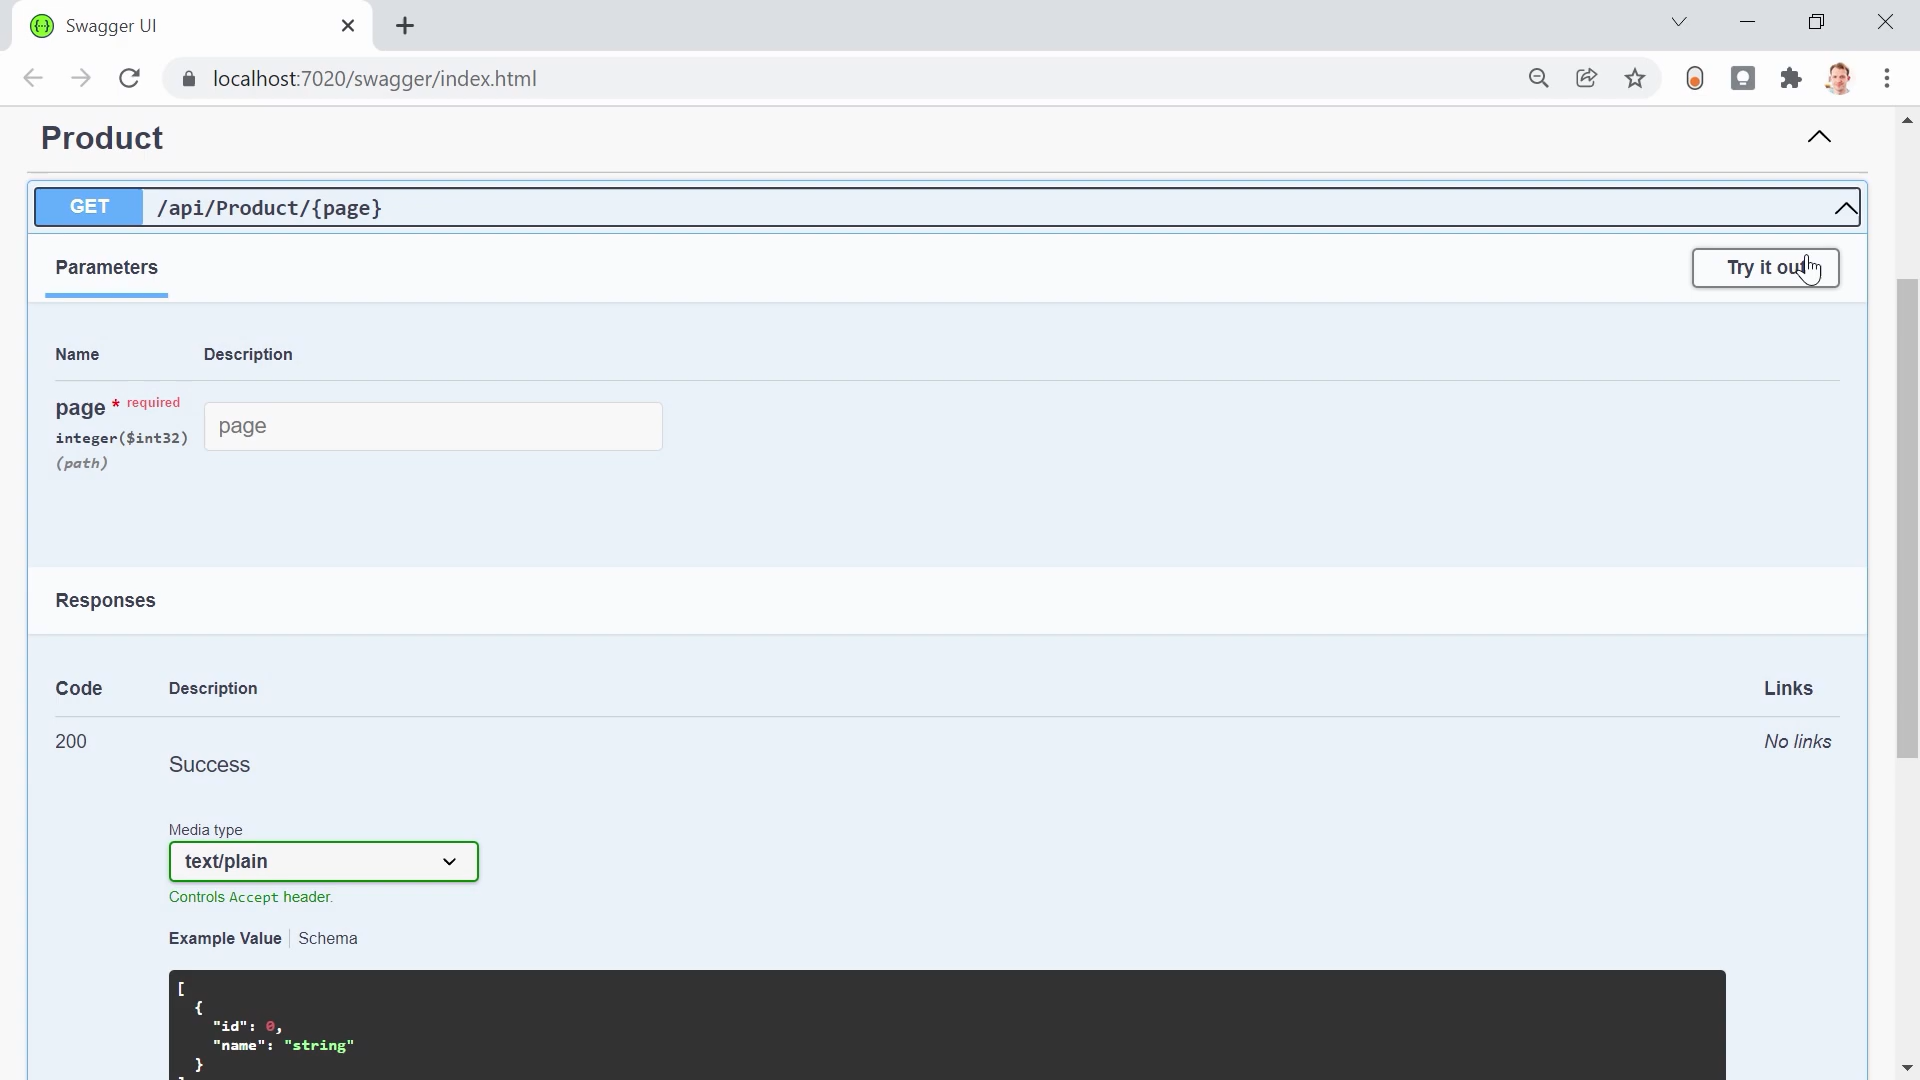 Swagger UI
localhost:7020/swagger/index.html
Product
GET /api/Product/{page}
Parameters
Try it out
Name Description
page * required
integer($int32)
(path)
page
Responses
Code Description Links
200 No links
Success
Media type
text/plain
Controls Accept header.
Example Value Schema
[
{
"id": 0,
"name": "string"
}